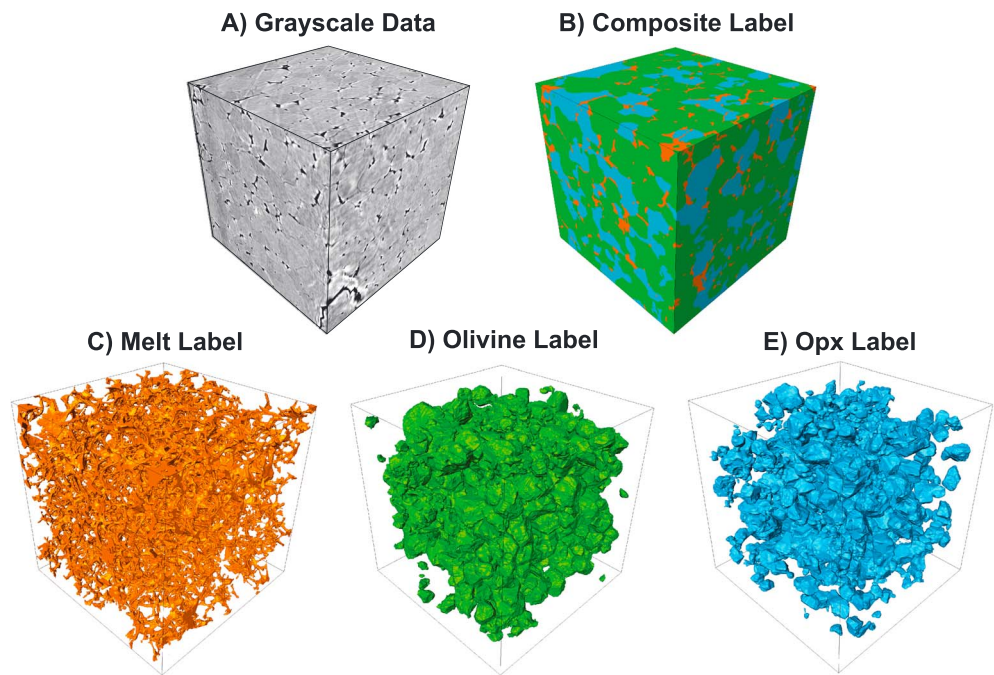 A) Grayscale Data
B) Composite Label
C) Melt Label
D) Olivine Label
E) Opx Label